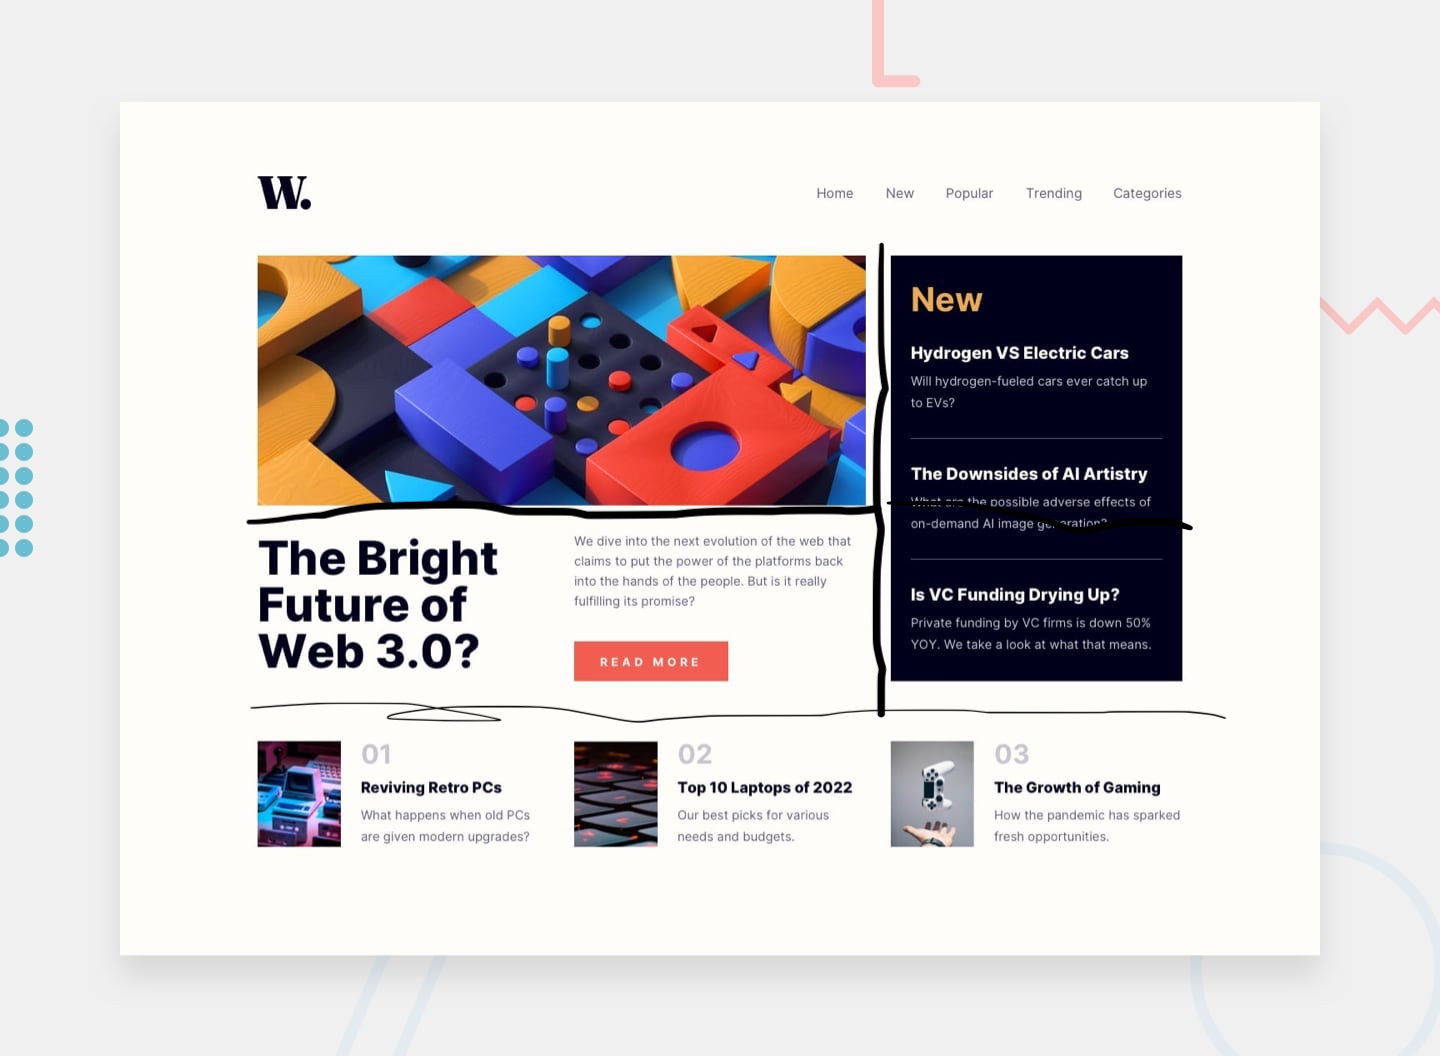 W.
Home New Popular Trending Categories
New
Hydrogen VS Electric Cars
Will hydrogen-fueled cars ever catch up
to EVs?
The Downsides of AI Artistry
What are the possible adverse effects of
on-demand AI image generation?
Is VC Funding Drying Up?
Private funding by VC firms is down 50%
YOY. We take a look at what that means.
The Bright
Future of
Web 3.0?
We dive into the next evolution of the web that
claims to put the power of the platforms back
into the hands of the people. But is it really
fulfilling its promise?
READ MORE
01
Reviving Retro PCs
What happens when old PCs
are given modern upgrades?
02
Top 10 Laptops of 2022
Our best picks for various
needs and budgets.
03
The Growth of Gaming
How the pandemic has sparked
fresh opportunities.